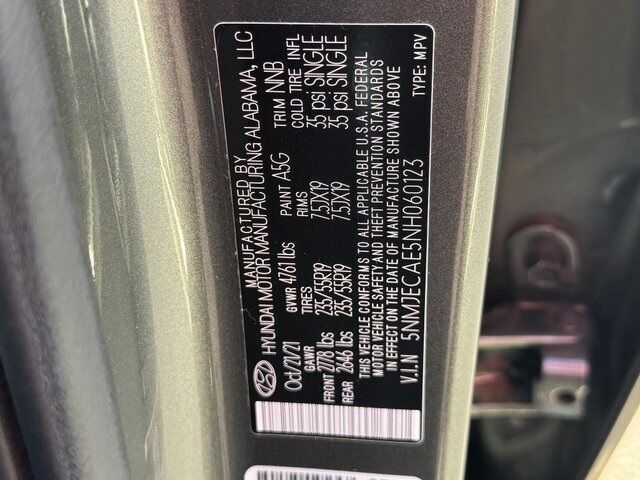 MANUFACTURED BY
HYUNDAI MOTOR MANUFACTURING ALABAMA, LLC
Oct/21/21 GVWR 4761 lbs PAINT A5G TRIM NNB
GAWR TIRES RIMS COLD TIRE INFL
FRONT 2778 lbs 235/55R19 7.5JX19 35 psi SINGLE
REAR 2646 lbs 235/55R19 7.5JX19 35 psi SINGLE
THIS VEHICLE CONFORMS TO ALL APPLICABLE U.S.A. FEDERAL
MOTOR VEHICLE SAFETY AND THEFT PREVENTION STANDARDS
IN EFFECT ON THE DATE OF MANUFACTURE SHOWN ABOVE
V.I.N 5NMJECAE5NH060123 TYPE: MPV